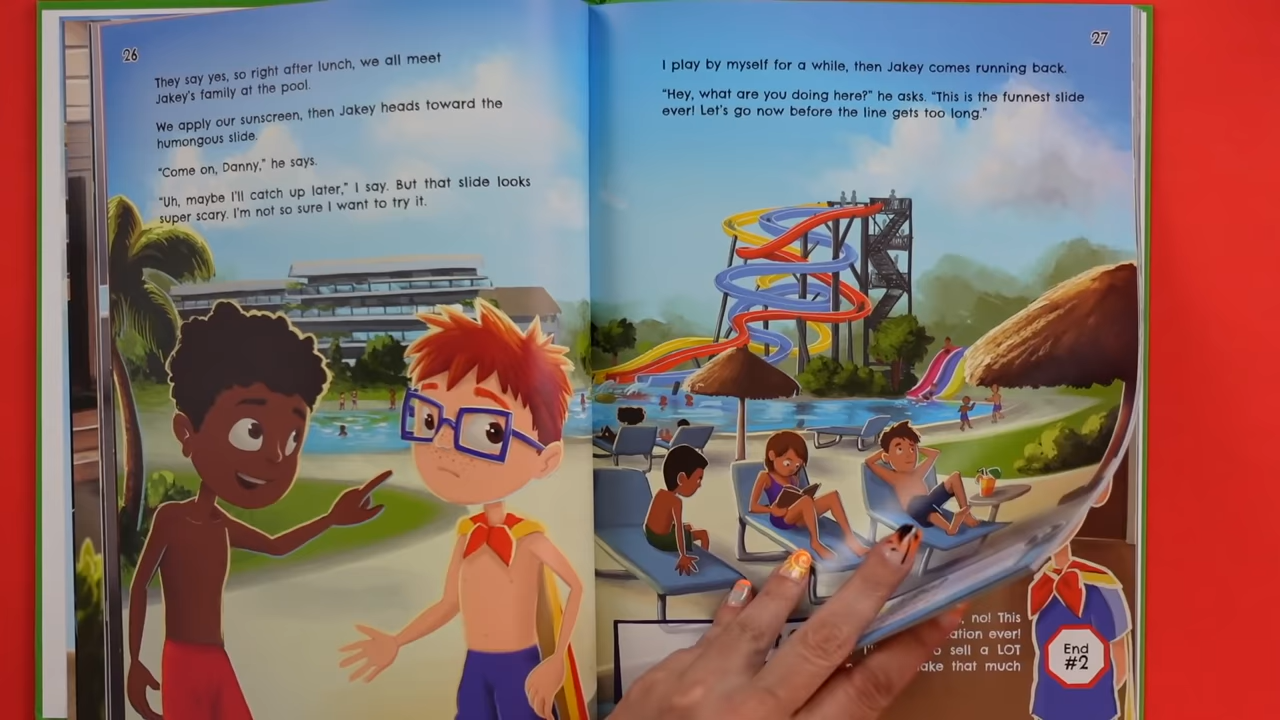 26
They say yes, so right after lunch, we all meet
Jakey's family at the pool.
We apply our sunscreen, then Jakey heads toward the
humongous slide.
"Come on, Danny," he says.
"Uh, maybe I'll catch up later," I say. But that slide looks
super scary. I'm not so sure I want to try it.
27
I play by myself for a while, then Jakey comes running back.
"Hey, what are you doing here?" he asks. "This is the funnest slide
ever! Let's go now before the line gets too long."
no! This
ation ever!
sell a LOT
ake that much
End
#2